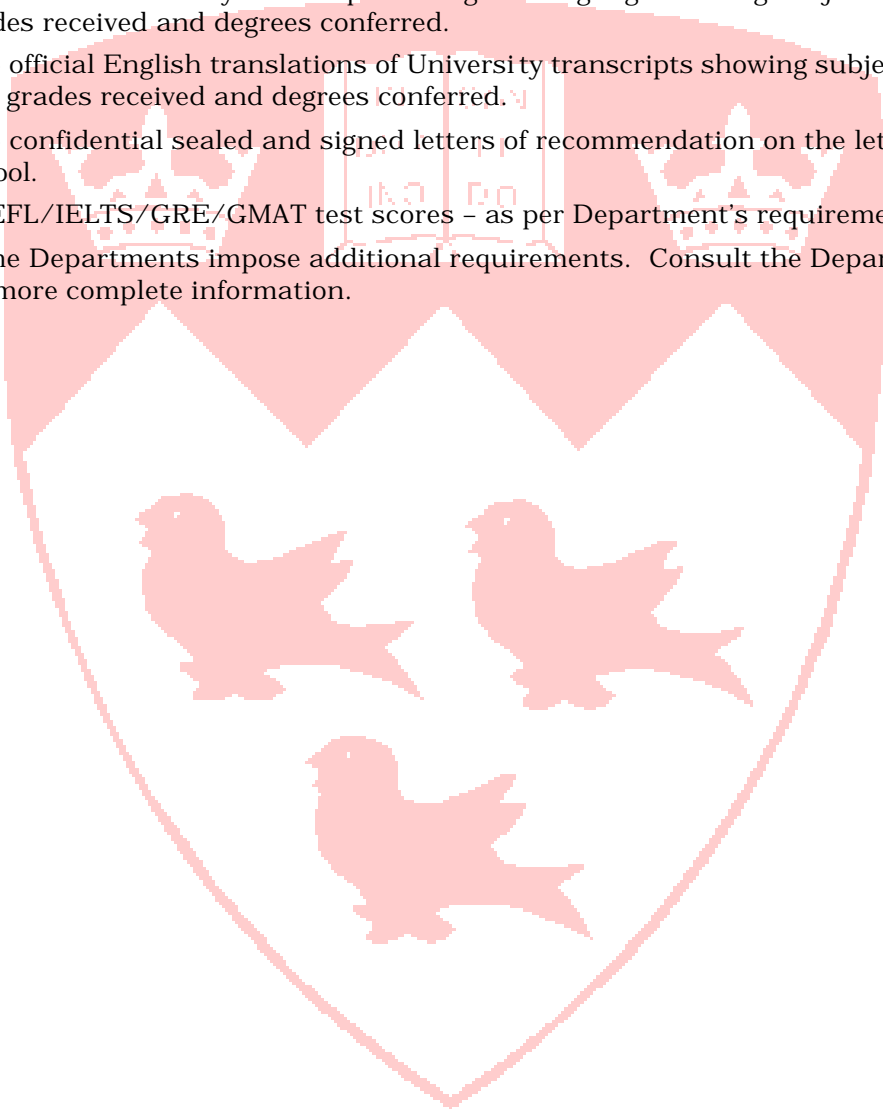 des received and degrees conferred.
official English translations of University transcripts showing subje
grades received and degrees conferred.
confidential sealed and signed letters of recommendation on the let
ool.
EFL/IELTS/GRE/GMAT test scores – as per Department's requireme
ne Departments impose additional requirements. Consult the Depar
more complete information.